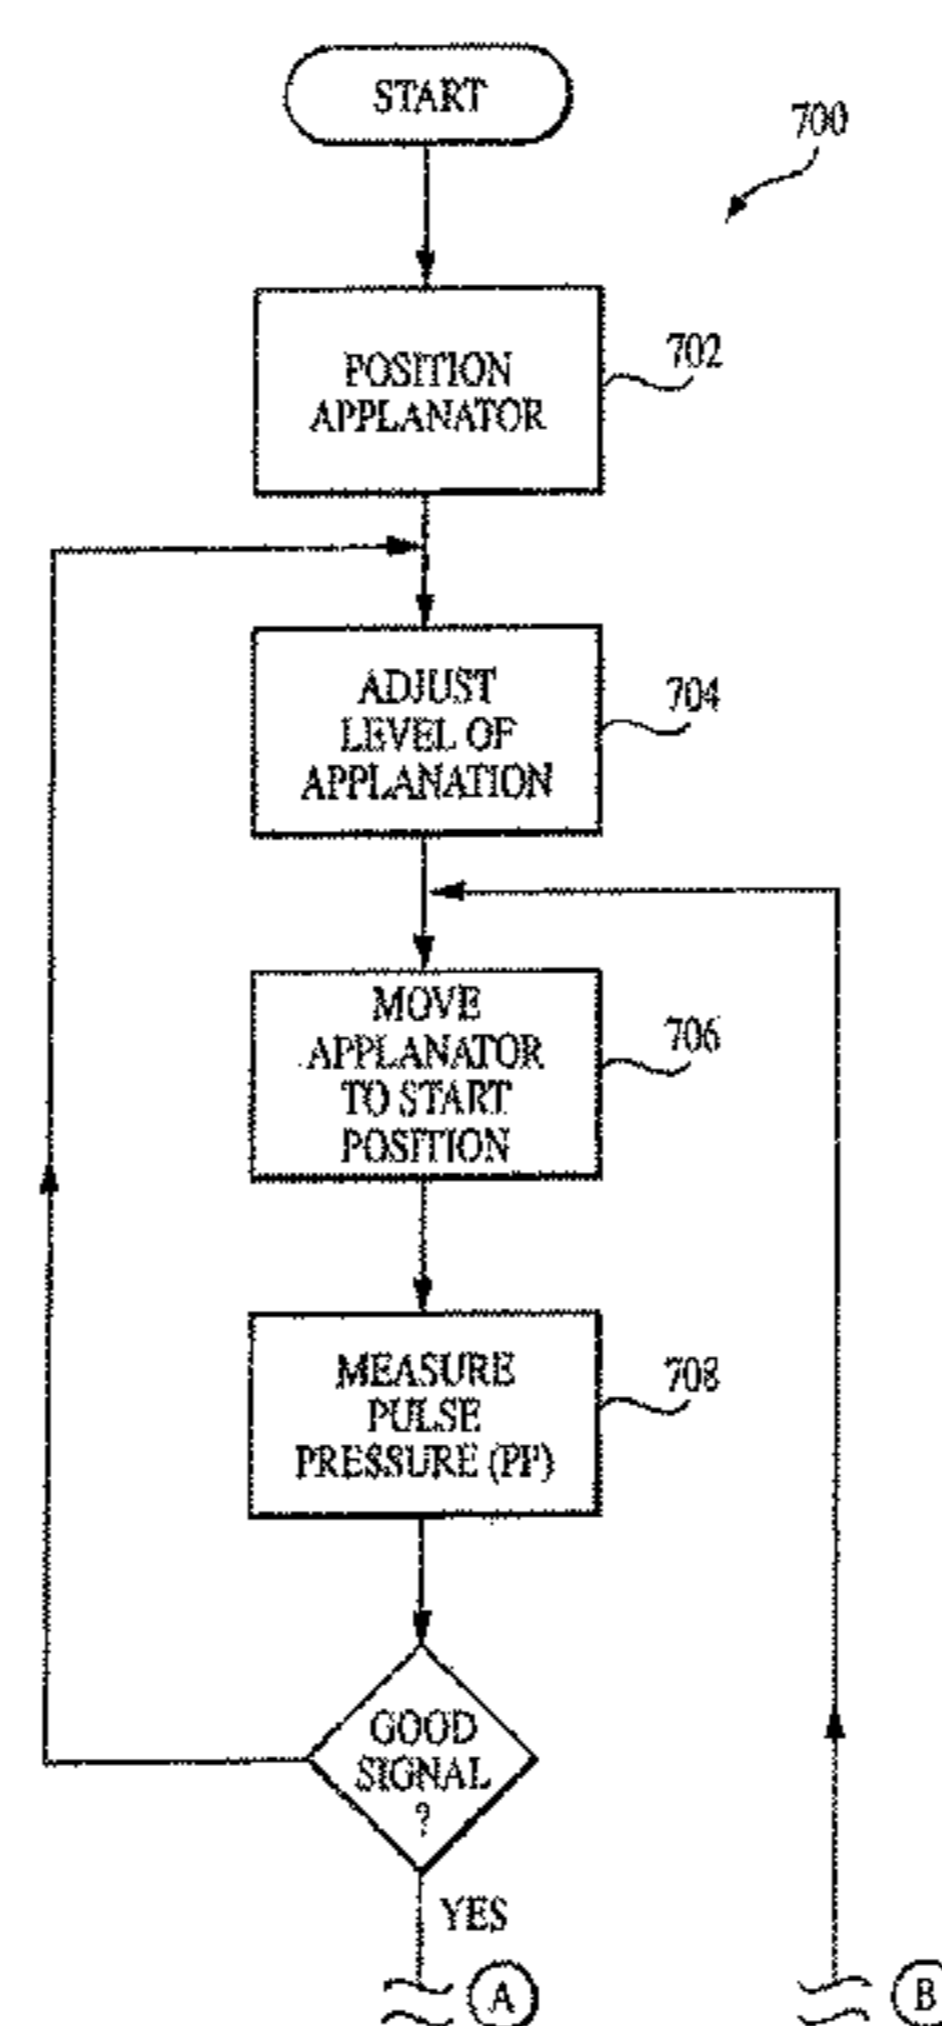 START
700
POSITION
APPLANATOR
702
ADJUST
LEVEL OF
APPLANATION
704
MOVE
APPLANATOR
TO START
POSITION
706
MEASURE
PULSE
PRESSURE (PP)
708
GOOD
SIGNAL
?
YES
A
B